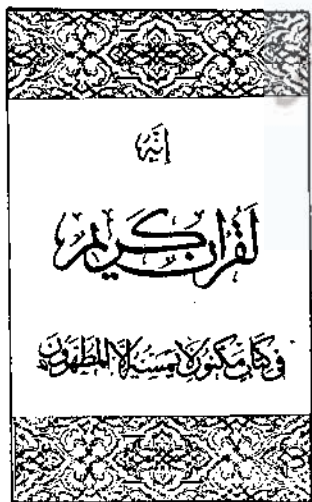 إنه
لقرآن كريم
في كتاب مكنون لا يمسه إلا المطهرون